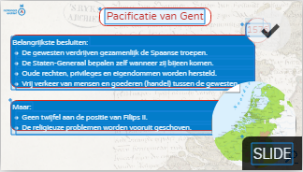 Pacificatie van Gent
Belangrijkste besluiten:
De gewesten verdrijven gezamenlijk de Spaanse troepen.
De Staten-Generaal bepalen zelf wanneer zij bijeen komen.
Oude rechten, privileges en eigendommen worden hersteld.
Vrij verkeer van mensen en goederen (handel) tussen de gewesten.
Maar:
Geen twijfel aan de positie van Filips II.
De religieuze problemen worden vooruit geschoven.
SLIDE